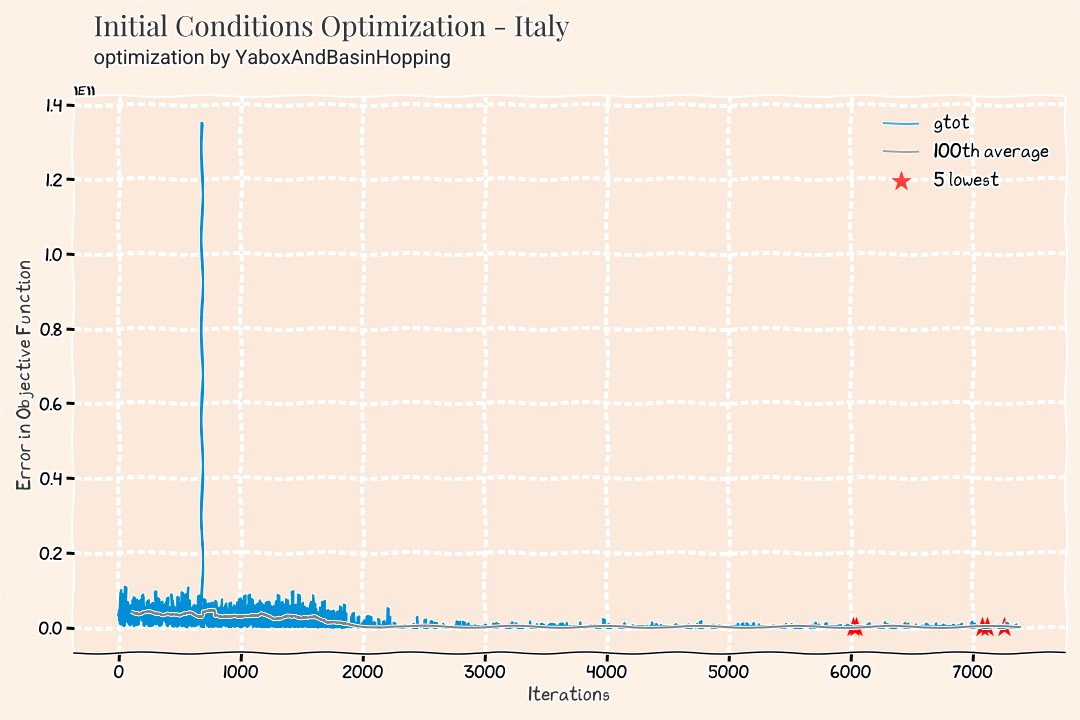 Initial Conditions Optimization - Italy
optimization by YaboxAndBasinHopping
1E11
1.4
1.2
1.0
0.8
0.6
0.4
0.2
0.0
Error in Objective Function
gtot
100th average
5 lowest
0 1000 2000 3000 4000 5000 6000 7000
Iterations